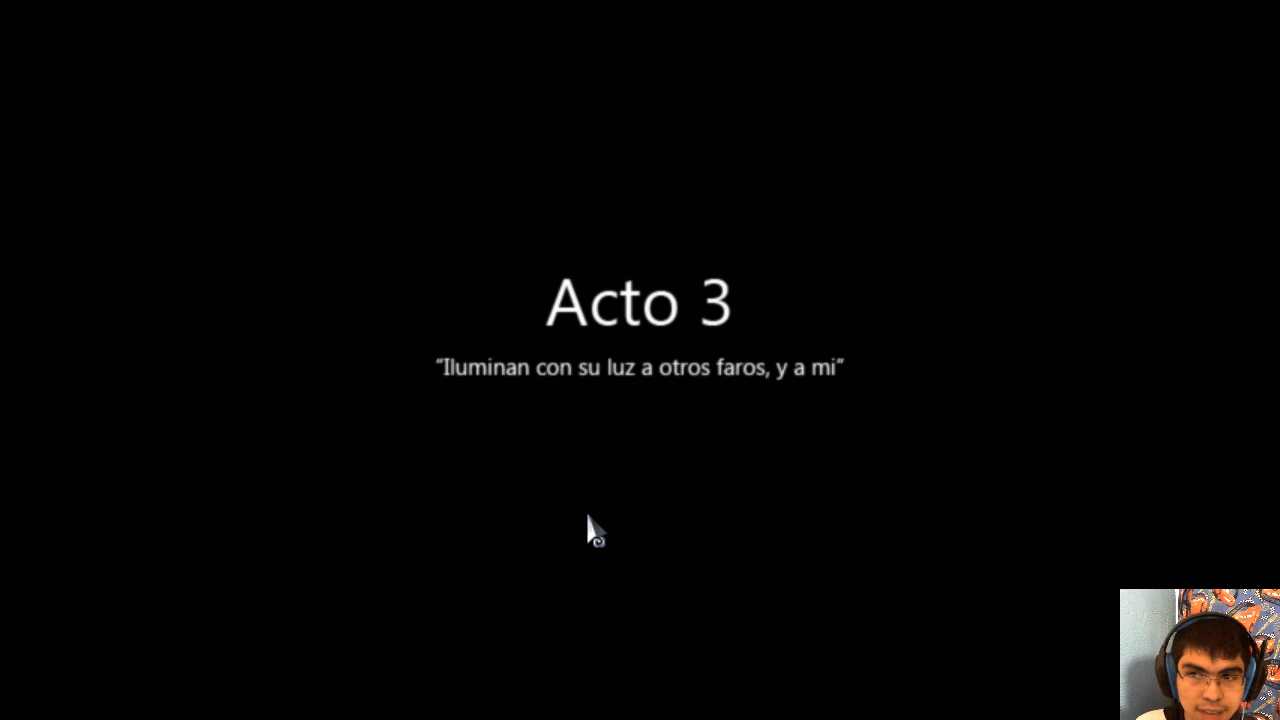 Acto 3
“Iluminan con su luz a otros faros, y a mi”